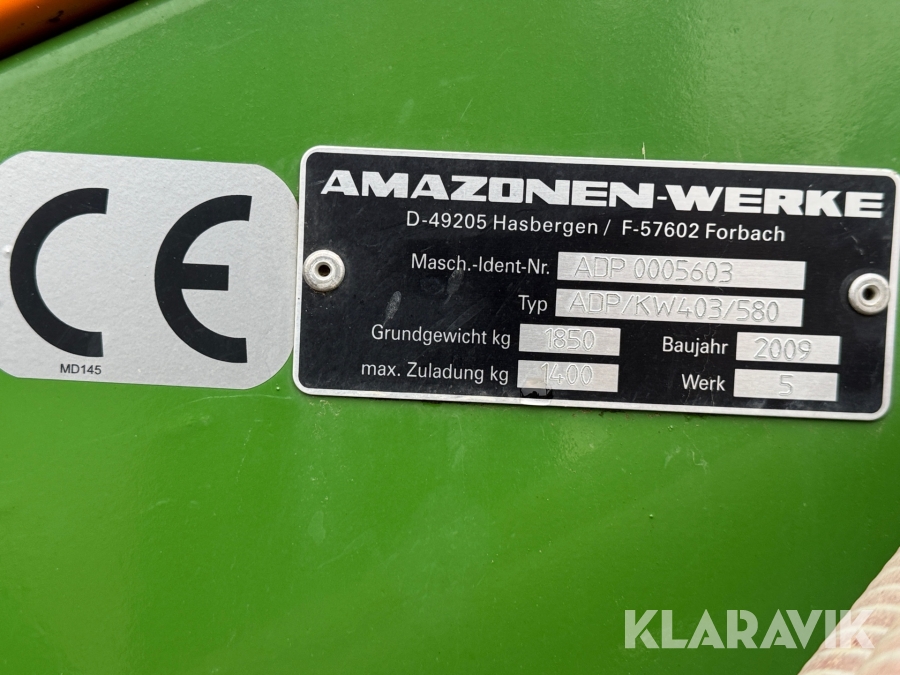 CE
MD145
AMAZONEN-WERKE
D-49205 Hasbergen / F-57602 Forbach
Masch.-Ident-Nr. ADP 0005603
Typ ADP/KW403/580
Grundgewicht kg 1850 Baujahr 2009
max. Zuladung kg 1400 Werk 5
KLARAVIK